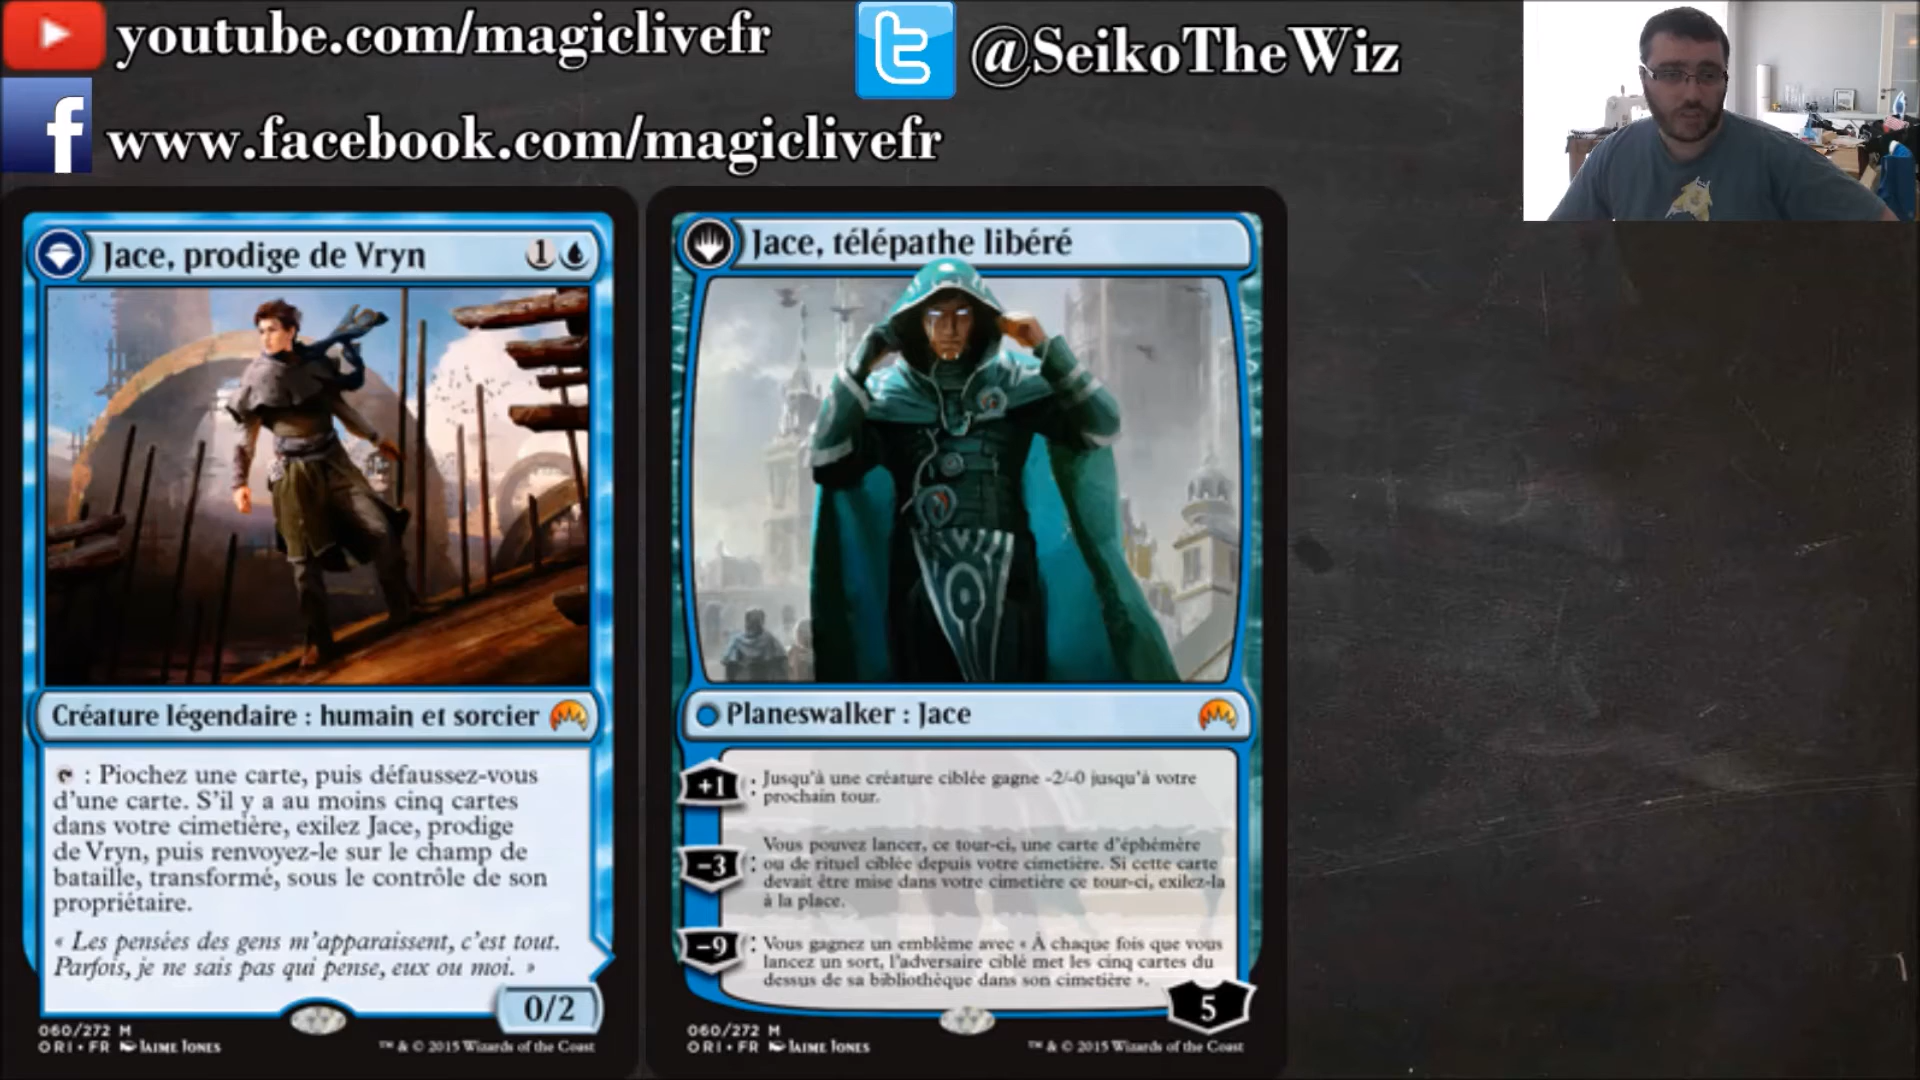 youtube.com/magiclivefr
@SeikoTheWiz
www.facebook.com/magiclivefr
Jace, prodige de Vryn 1
Créature légendaire : humain et sorcier
: Piochez une carte, puis défaussez-vous
d'une carte. S'il y a au moins cinq cartes
dans votre cimetière, exilez Jace, prodige
de Vryn, puis renvoyez-le sur le champ de
bataille, transformé, sous le contrôle de son
propriétaire.
« Les pensées des gens m'apparaissent, c'est tout.
Parfois, je ne sais pas qui pense, eux ou moi. »
0/2
060/272 M
ORI • FR JAIME JONES
™ & © 2015 Wizards of the Coast
Jace, télépathe libéré
Planeswalker : Jace
+1 : Jusqu'à une créature ciblée gagne -2/-0 jusqu'à votre
prochain tour.
-3 : Vous pouvez lancer, ce tour-ci, une carte d'éphémère
ou de rituel ciblée depuis votre cimetière. Si cette carte
devait être mise dans votre cimetière ce tour-ci, exilez-la
à la place.
-9 : Vous gagnez un emblème avec « À chaque fois que vous
lancez un sort, l'adversaire ciblé met les cinq cartes du
dessus de sa bibliothèque dans son cimetière ».
5
060/272 M
ORI • FR JAIME JONES
™ & © 2015 Wizards of the Coast